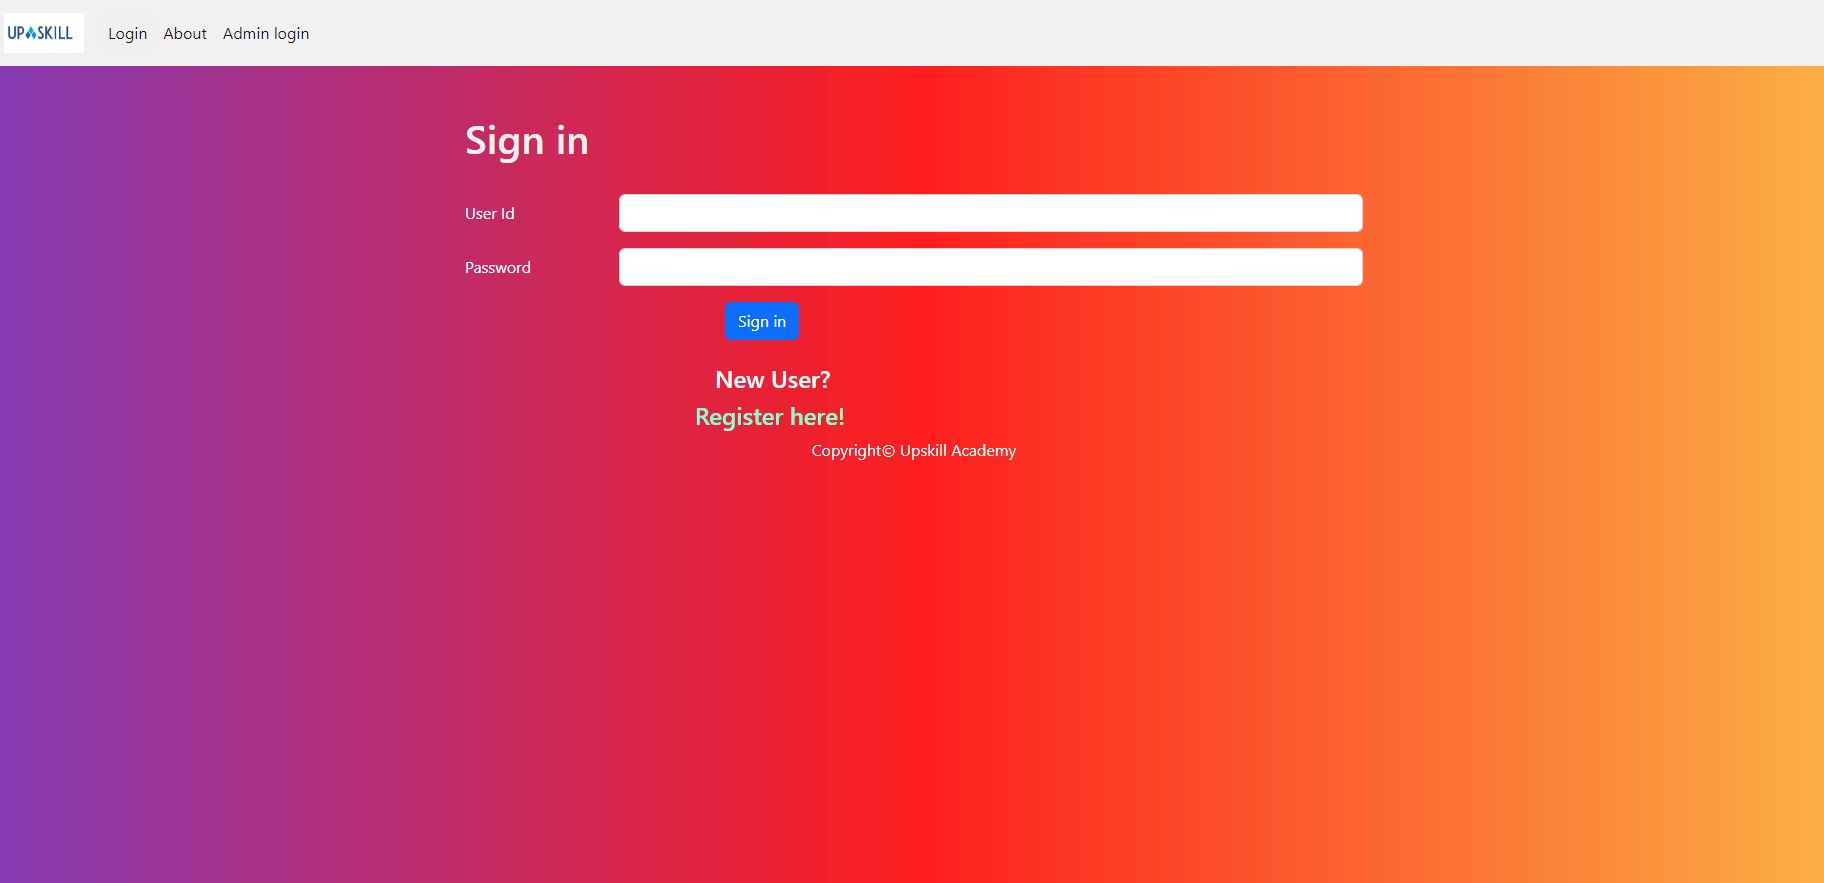 UPSKILL Login About Admin login
Sign in
User Id
Password
Sign in
New User?
Register here!
Copyright© Upskill Academy